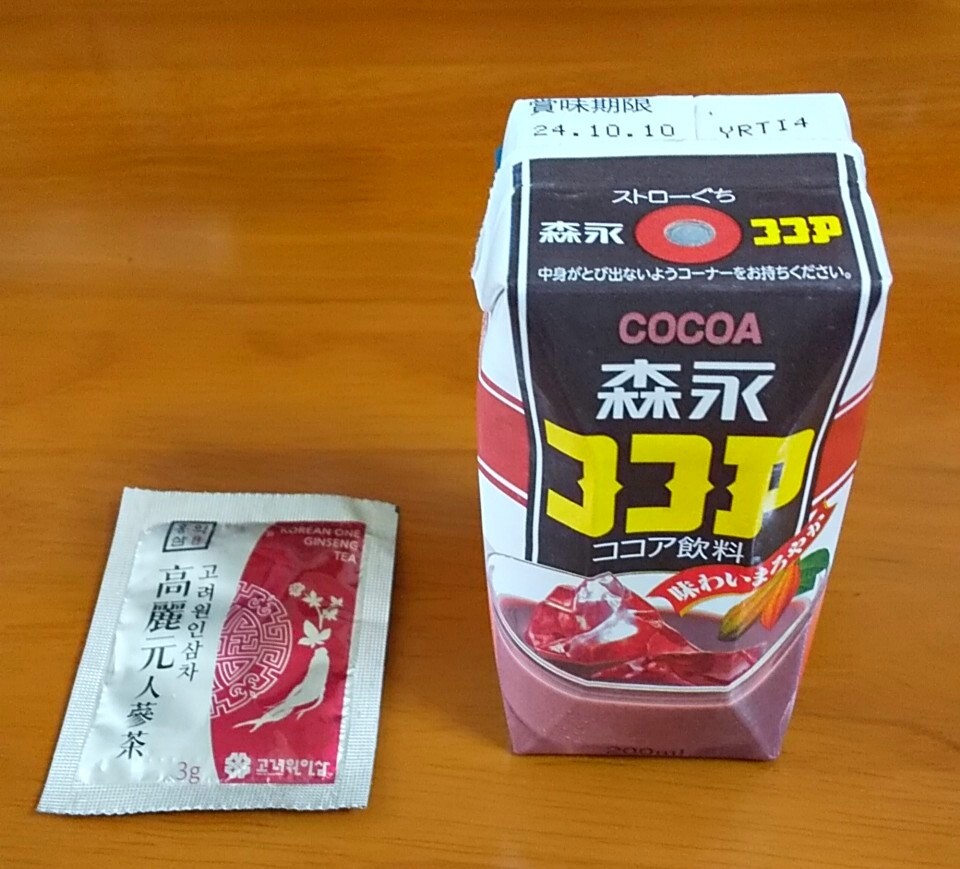 KOREAN ONE
GINSENG
TEA
고려원인삼차
高麗元人蔘茶
3g
고려원인삼
賞味期限
24.10.10
YRTI4
ストローぐち
森永
ココア
中身がとび出ないようコーナーをお持ちください。
COCOA
森永
ココア
ココア飲料
味わいまろやか
200ml